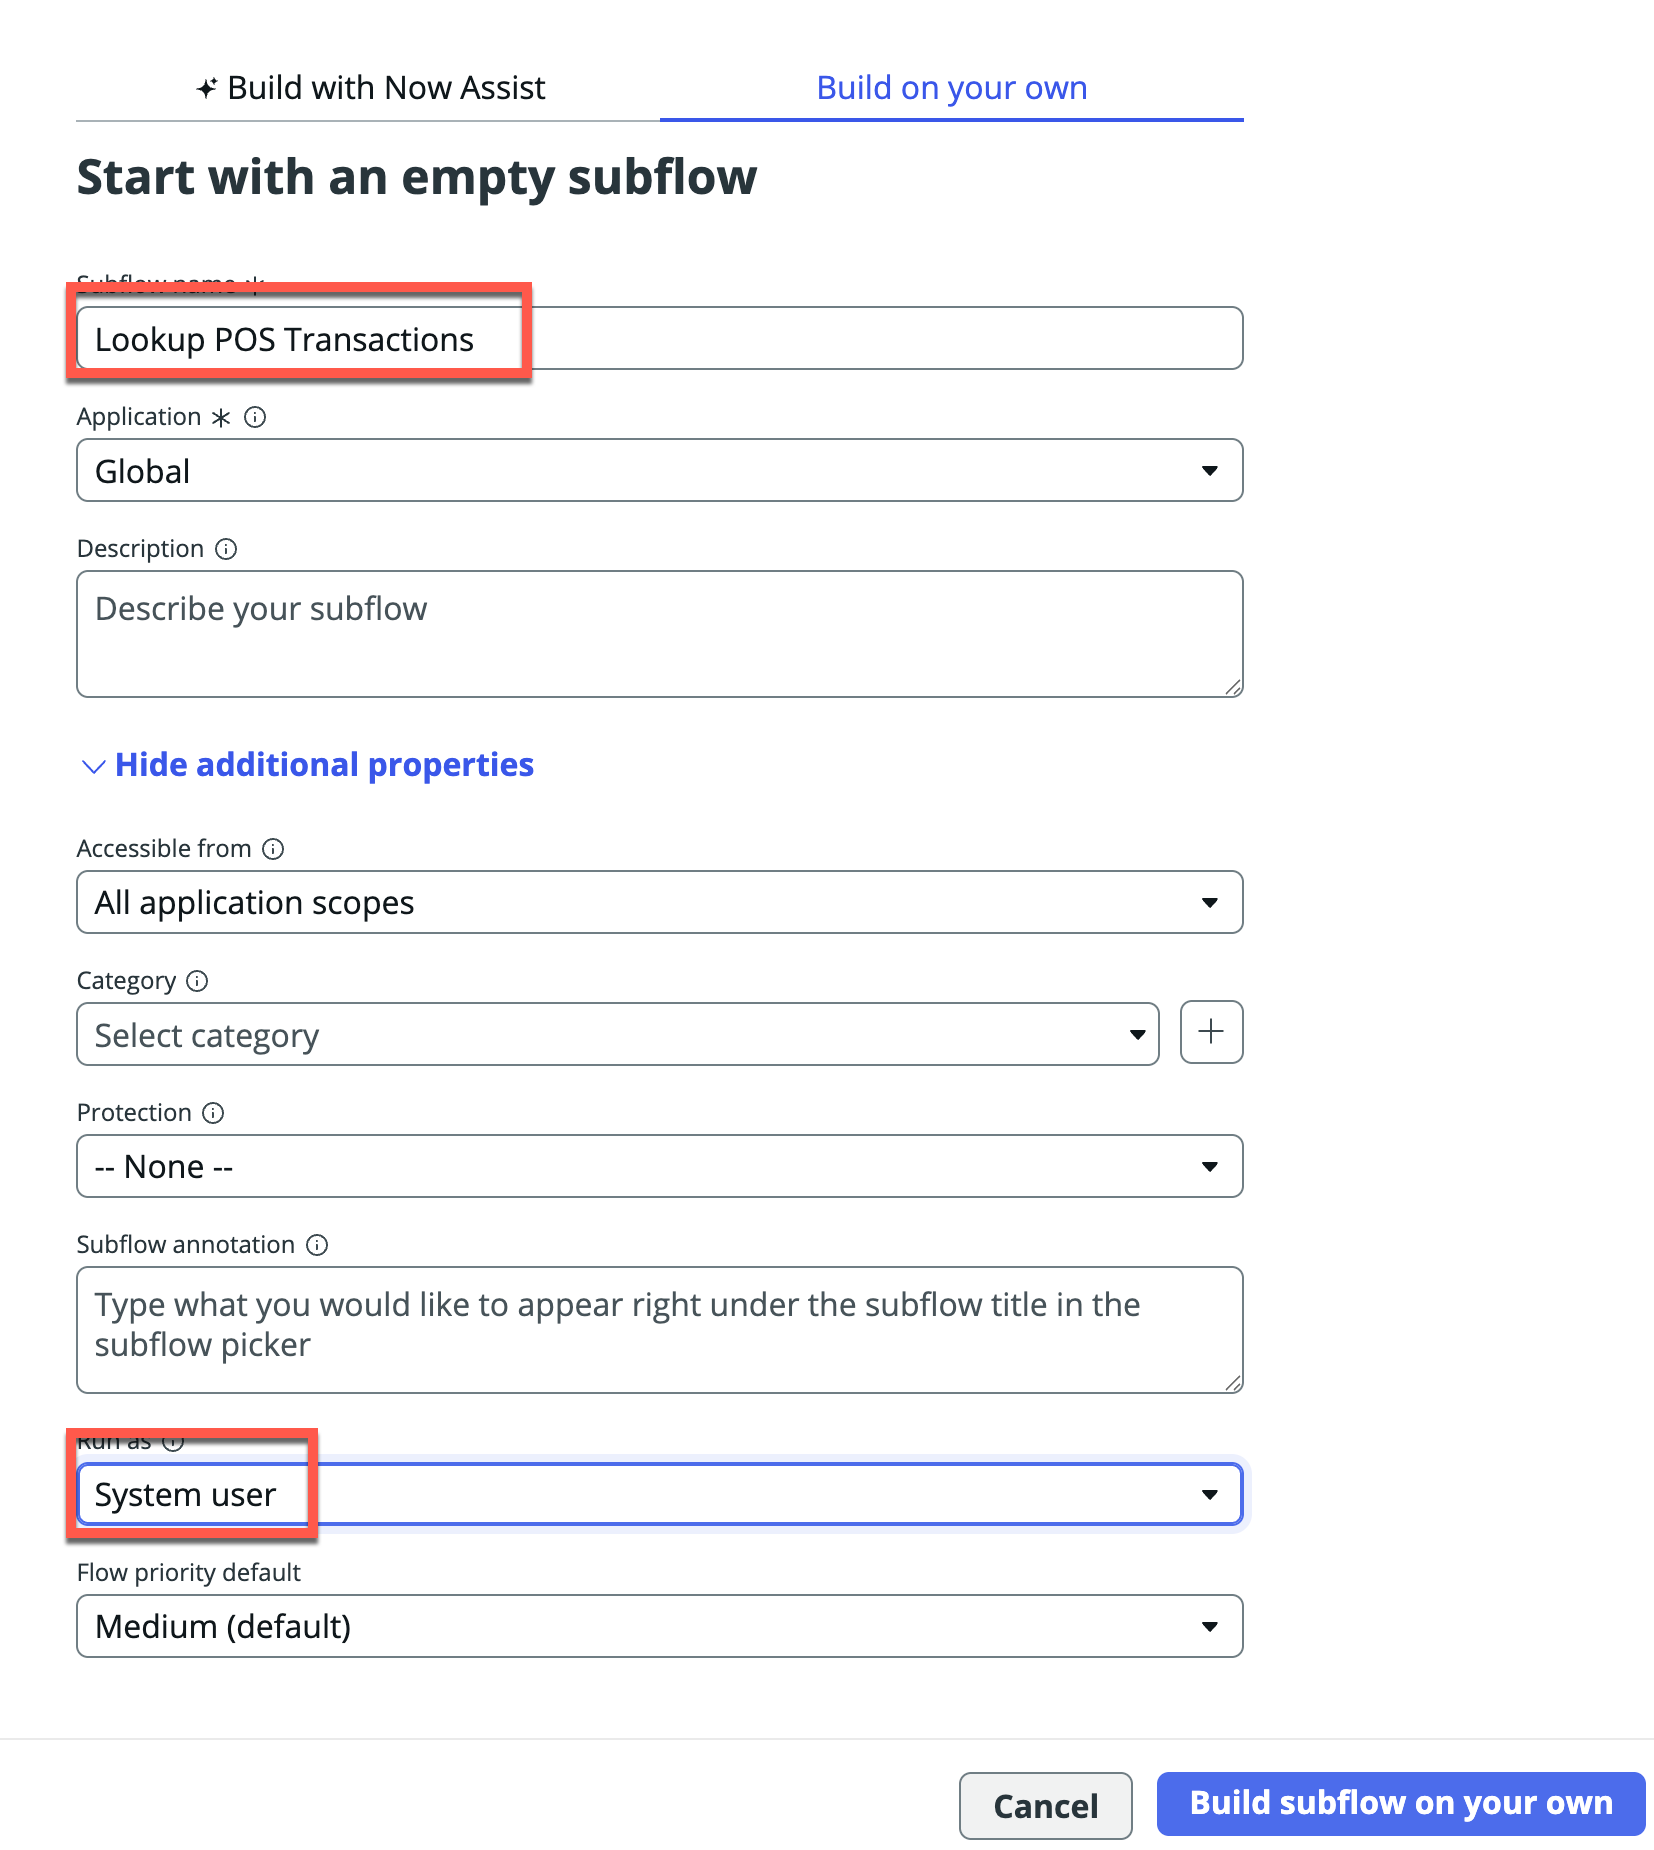 Build with Now Assist
Build on your own
Start with an empty subflow
Subflow name *
Lookup POS Transactions
Application *
Global
Description
Describe your subflow
Hide additional properties
Accessible from
All application scopes
Category
Select category
Protection
-- None --
Subflow annotation
Type what you would like to appear right under the subflow title in the
subflow picker
Run as
System user
Flow priority default
Medium (default)
Cancel
Build subflow on your own